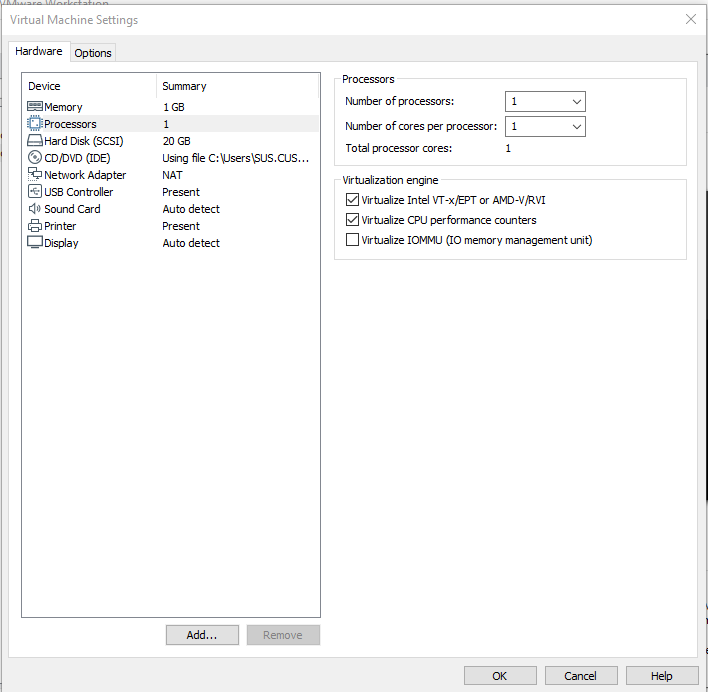 VMware Workstation
Virtual Machine Settings
Hardware
Options
Device Summary
Memory 1 GB
Processors 1
Hard Disk (SCSI) 20 GB
CD/DVD (IDE) Using file C:\Users\SUS.CUS...
Network Adapter NAT
USB Controller Present
Sound Card Auto detect
Printer Present
Display Auto detect
Add...
Remove
Processors
Number of processors: 1
Number of cores per processor: 1
Total processor cores: 1
Virtualization engine
Virtualize Intel VT-x/EPT or AMD-V/RVI
Virtualize CPU performance counters
Virtualize IOMMU (IO memory management unit)
OK
Cancel
Help